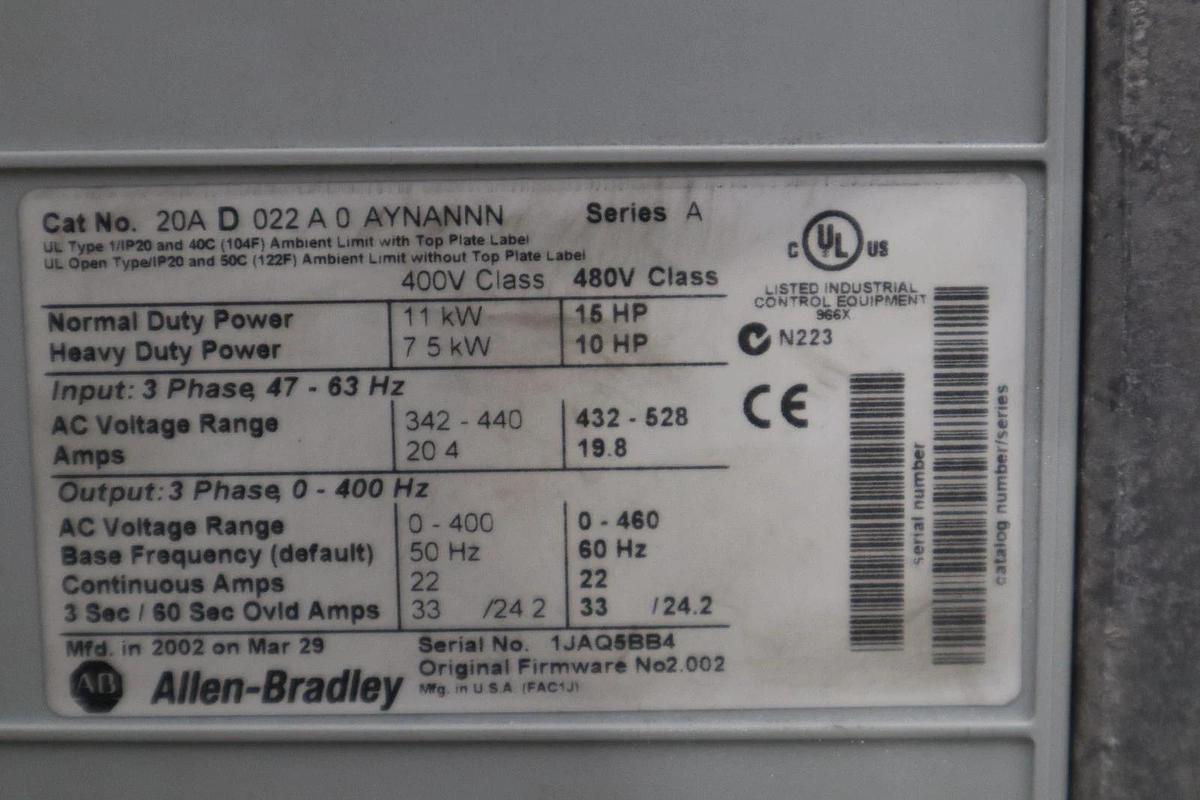 Cat No. 20A D 022 A 0 AYNANNN Series A
UL Type 1/IP20 and 40C (104F) Ambient Limit with Top Plate Label
UL Open Type/IP20 and 50C (122F) Ambient Limit without Top Plate Label
400V Class 480V Class
Normal Duty Power 11 kW 15 HP
Heavy Duty Power 7 5 kW 10 HP
Input: 3 Phase, 47 - 63 Hz
AC Voltage Range 342 - 440 432 - 528
Amps 20 4 19.8
Output: 3 Phase, 0 - 400 Hz
AC Voltage Range 0 - 400 0 - 460
Base Frequency (default) 50 Hz 60 Hz
Continuous Amps 22 22
3 Sec / 60 Sec Ovld Amps 33 /24 2 33 /24.2
Mfd. in 2002 on Mar 29 Serial No. 1JAQ5BB4
Original Firmware No2.002
AB Allen-Bradley Mfg. in U.S.A. (FAC1J)
C UL US
LISTED INDUSTRIAL
CONTROL EQUIPMENT
966X
N223
CE
serial number
catalog number/series